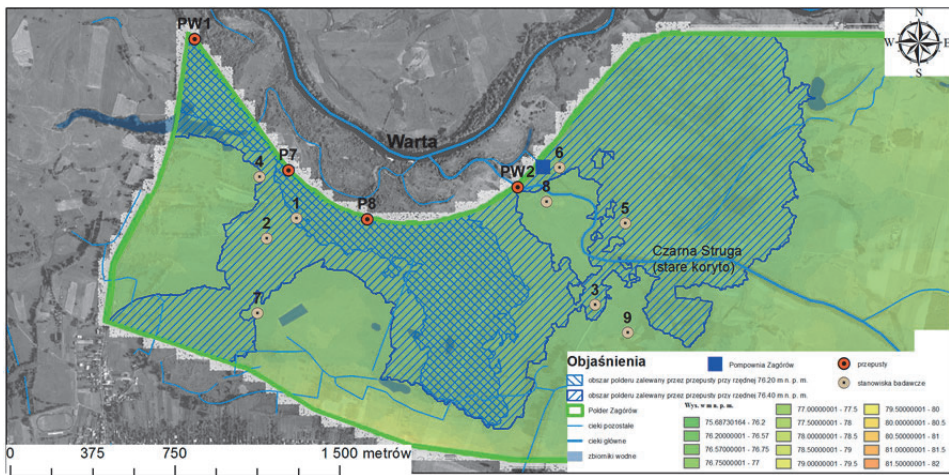 PW1
N
W E
S
Warta
P7
4
6
PW2
8
1
P8
2
5
Czarna Struga
(stare koryto)
3
7
9
Objaśnienia
Pompownia Zagórów
przepusty
obszar polderu zalewany przez przepusty przy rzędnej 76.20 m n. p. m.
stanowiska badawcze
obszar polderu zalewany przez przepusty przy rzędnej 76.40 m n. p. m.
Polder Zagórów
cieki pozostałe
cieki główne
zbiorniki wodne
Wys. w m n. p. m.
75.68730164 - 76.2
76.20000001 - 76.57
76.57000001 - 76.75
76.75000001 - 77
77.00000001 - 77.5
77.50000001 - 78
78.00000001 - 78.5
78.50000001 - 79
79.00000001 - 79.5
79.50000001 - 80
80.00000001 - 80.5
80.50000001 - 81
81.00000001 - 81.5
81.50000001 - 82
0 375 750 1 500 metrów